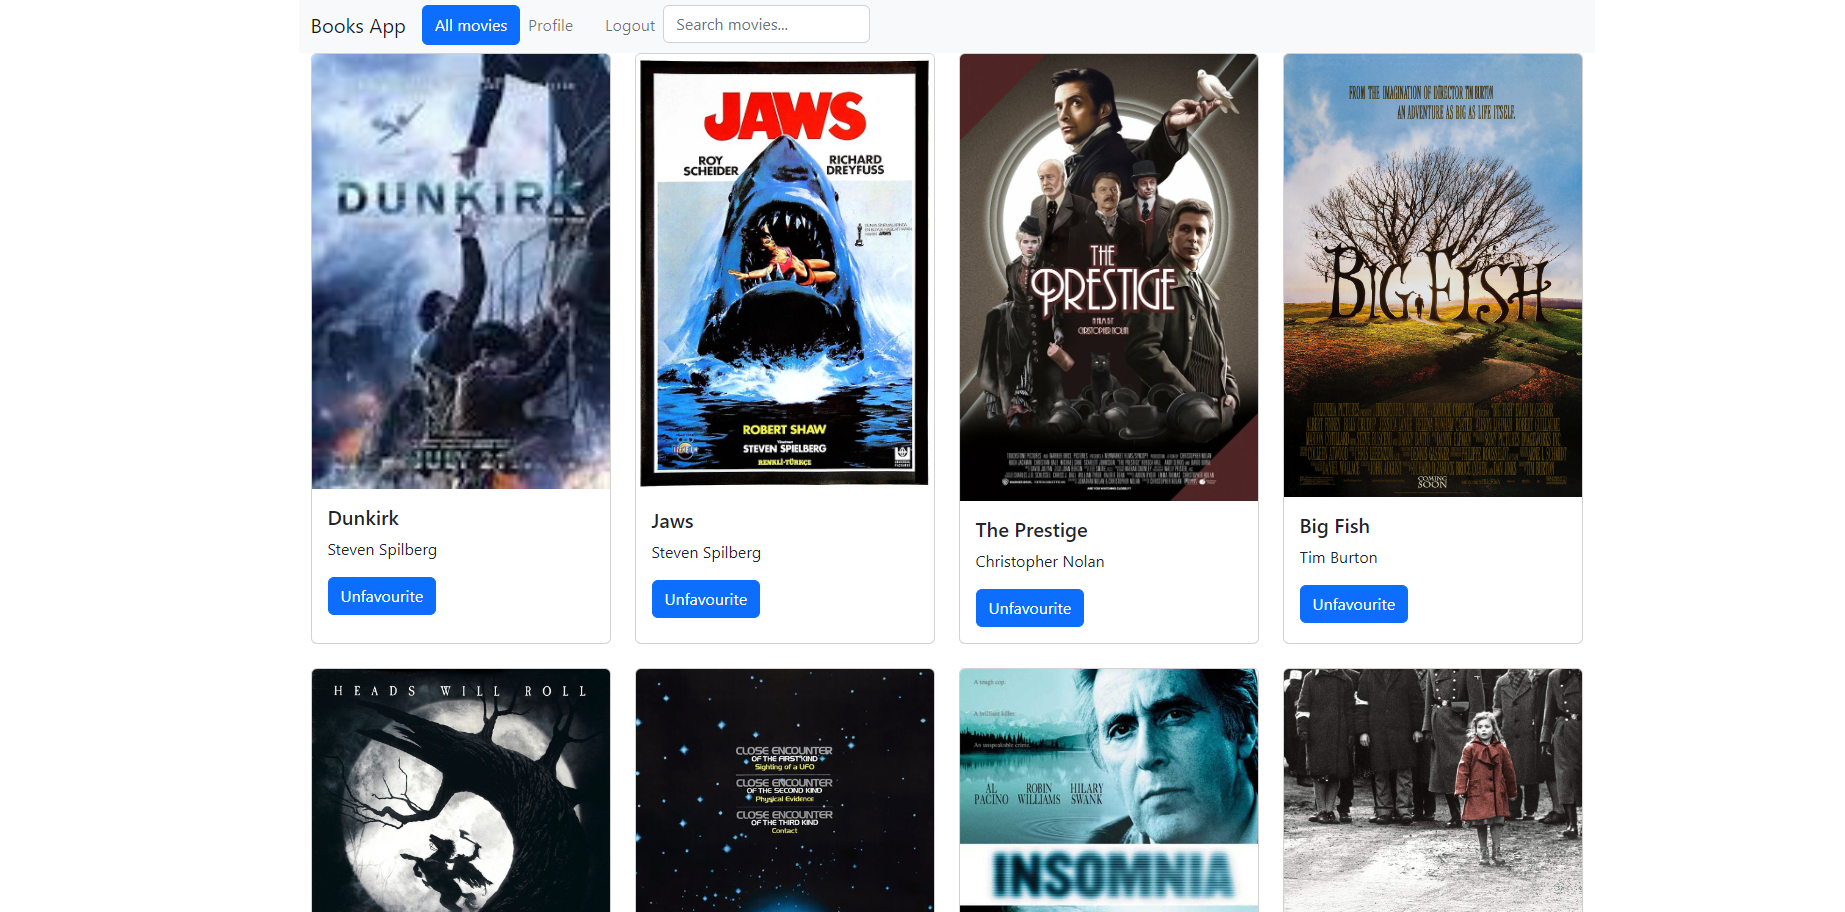 Books App
All movies
Profile
Logout
Search movies...
DUNKIRK
JULY 21
JAWS
ROY SCHEIDER
RICHARD DREYFUSS
ROBERT SHAW
STEVEN SPIELBERG
RENKLİ-TÜRKÇE
THE
PRESTIGE
A FILM BY
CHRISTOPHER NOLAN
ARE YOU WATCHING CLOSELY?
FROM THE IMAGINATION OF DIRECTOR TIM BURTON
AN ADVENTURE AS BIG AS LIFE ITSELF.
BIG FISH
COMING
SOON
Dunkirk
Steven Spilberg
Unfavourite
Jaws
Steven Spilberg
Unfavourite
The Prestige
Christopher Nolan
Unfavourite
Big Fish
Tim Burton
Unfavourite
HEADS WILL ROLL
CLOSE ENCOUNTER
OF THE FIRST KIND
Sighting of a UFO
CLOSE ENCOUNTER
OF THE SECOND KIND
Physical Evidence
CLOSE ENCOUNTER
OF THE THIRD KIND
Contact
A tough cop.
A brilliant killer.
An unspeakable crime.
AL PACINO
ROBIN WILLIAMS
HILARY SWANK
INSOMNIA